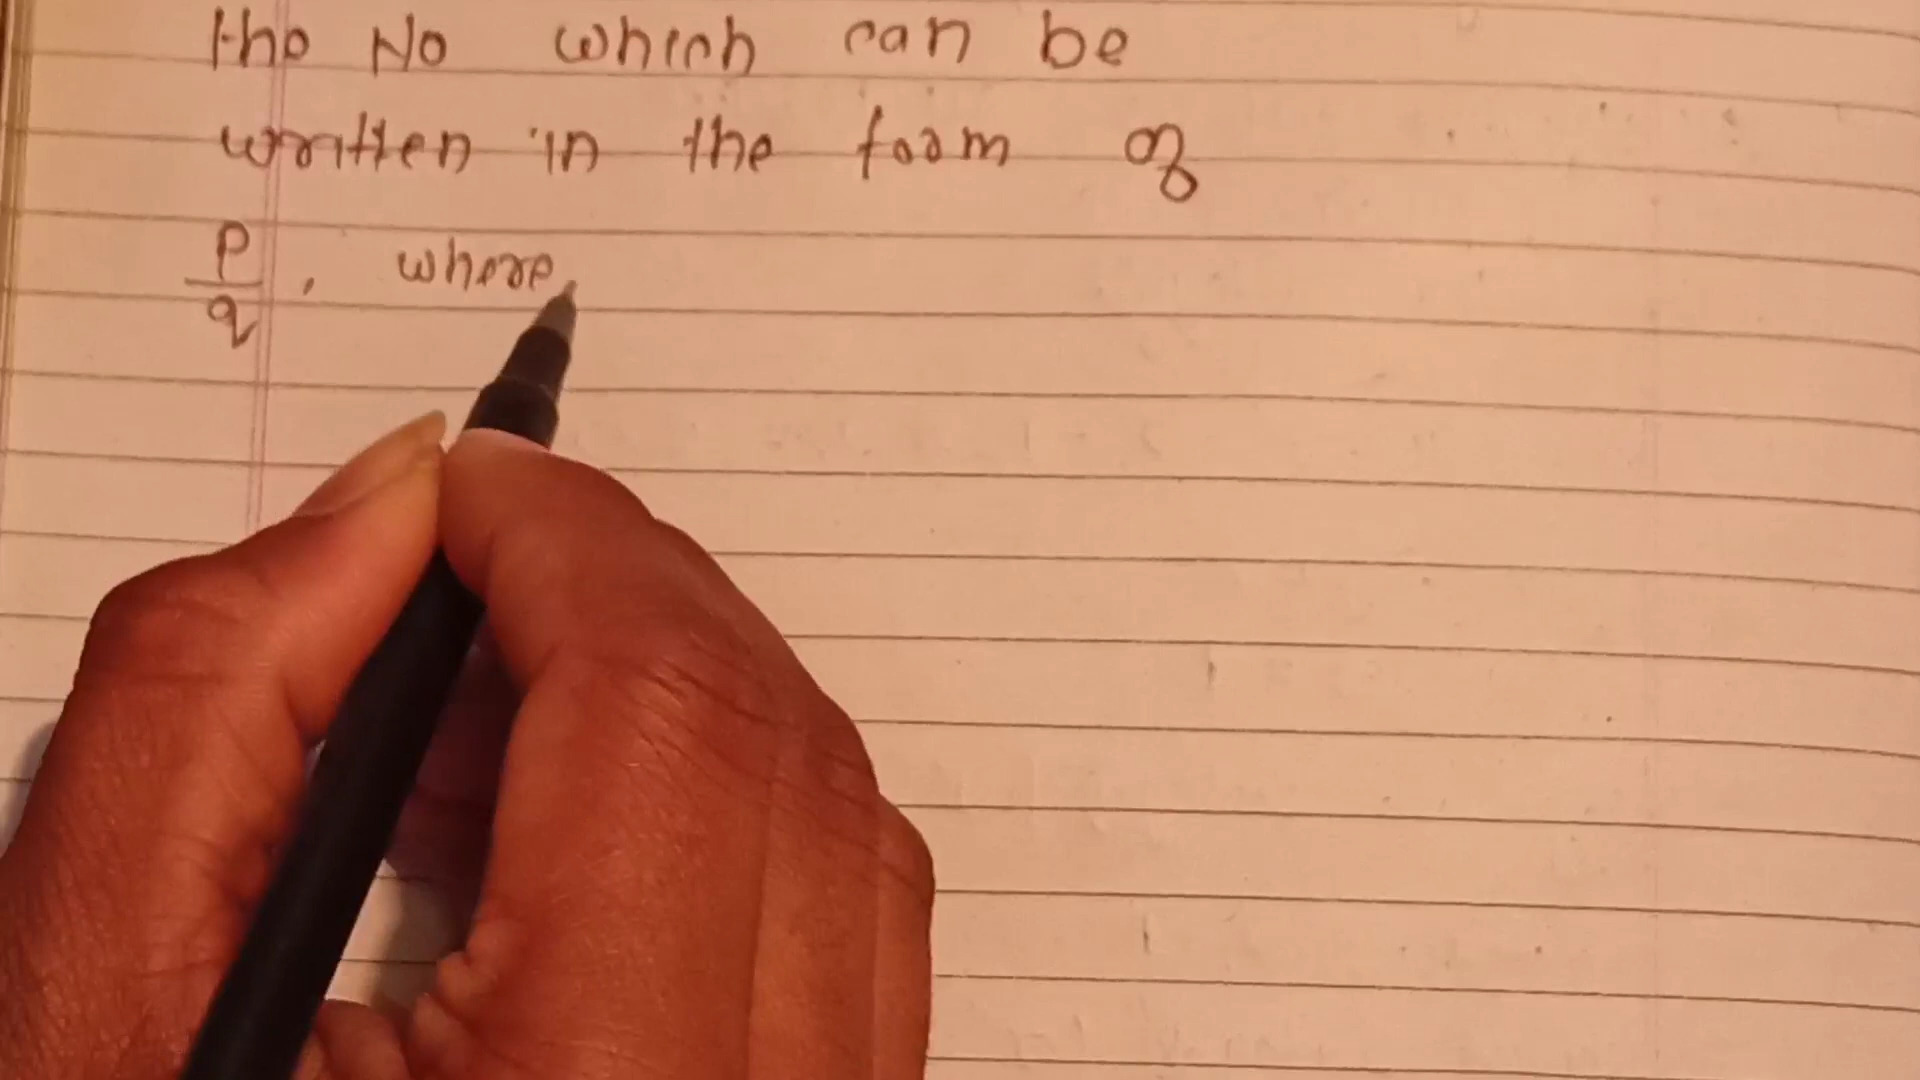 the No which can be
written in the form of
p/q, where